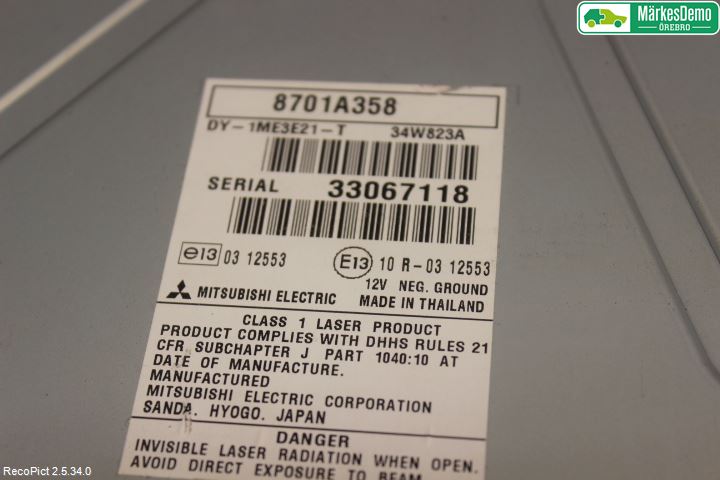 MärkesDemo
ÖREBRO
8701A358
DY-1ME3E21-T 34W823A
SERIAL 33067118
e13 03 12553 E13 10 R-03 12553
12V NEG. GROUND
MITSUBISHI ELECTRIC MADE IN THAILAND
CLASS 1 LASER PRODUCT
PRODUCT COMPLIES WITH DHHS RULES 21
CFR SUBCHAPTER J PART 1040:10 AT
DATE OF MANUFACTURE.
MANUFACTURED
MITSUBISHI ELECTRIC CORPORATION
SANDA, HYOGO, JAPAN
DANGER
INVISIBLE LASER RADIATION WHEN OPEN.
AVOID DIRECT EXPOSURE TO BEAM
RecoPict 2.5.34.0